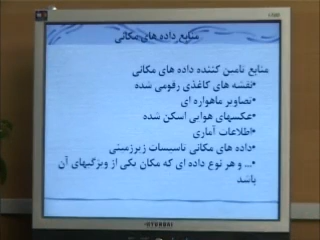 منابع داده های مکانی
منابع تامین کننده داده های مکانی
•نقشه های کاغذی رقومی شده
•تصاویر ماهواره ای
•عکسهای هوایی اسکن شده
•اطلاعات آماری
•داده های مکانی تاسیسات زیرزمینی
•... و هر نوع داده ای که مکان یکی از ویژگیهای آن
باشد
HYUNDAI